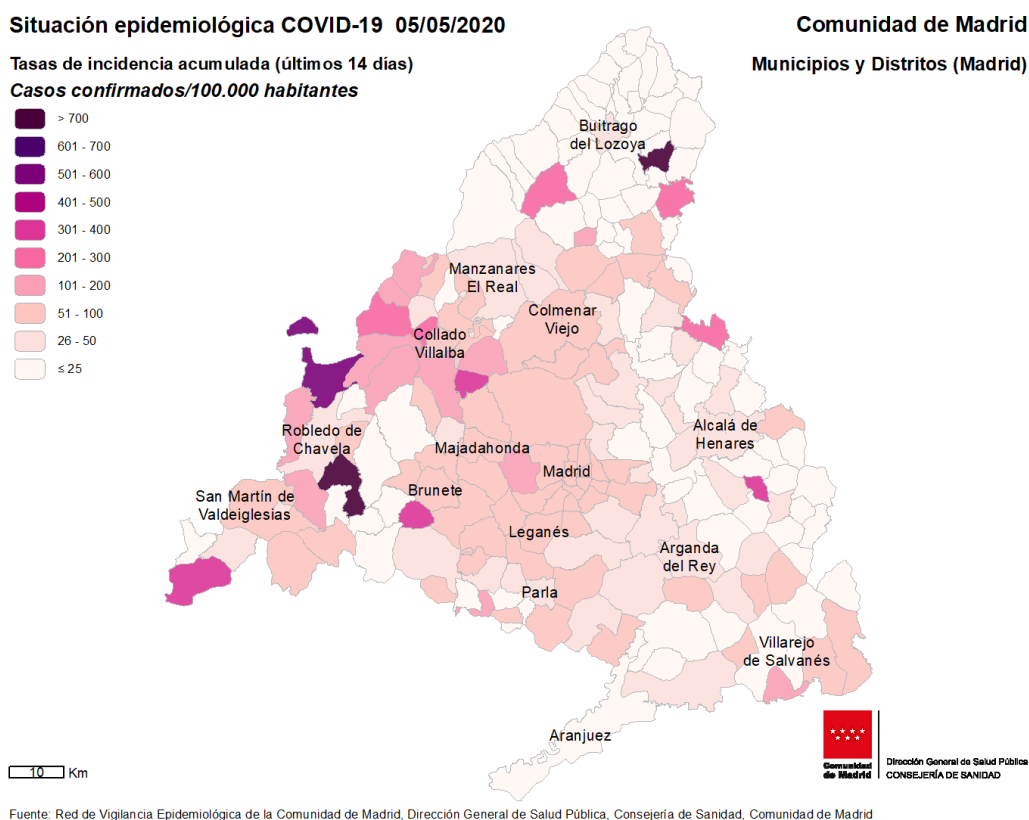 Situación epidemiológica COVID-19 05/05/2020
Comunidad de Madrid
Tasas de incidencia acumulada (últimos 14 días)
Municipios y Distritos (Madrid)
Casos confirmados/100.000 habitantes
> 700
601 - 700
501 - 600
401 - 500
301 - 400
201 - 300
101 - 200
51 - 100
26 - 50
≤ 25
Buitrago
del Lozoya
Manzanares
El Real
Colmenar
Viejo
Collado
Villalba
Robledo de
Chavela
Majadahonda
Alcalá de
Henares
Madrid
Brunete
San Martín de
Valdeiglesias
Leganés
Arganda
del Rey
Parla
Villarejo
de Salvanés
Aranjuez
10 Km
Comunidad
de Madrid
Dirección General de Salud Pública
CONSEJERÍA DE SANIDAD
Fuente: Red de Vigilancia Epidemiológica de la Comunidad de Madrid, Dirección General de Salud Pública, Consejería de Sanidad, Comunidad de Madrid